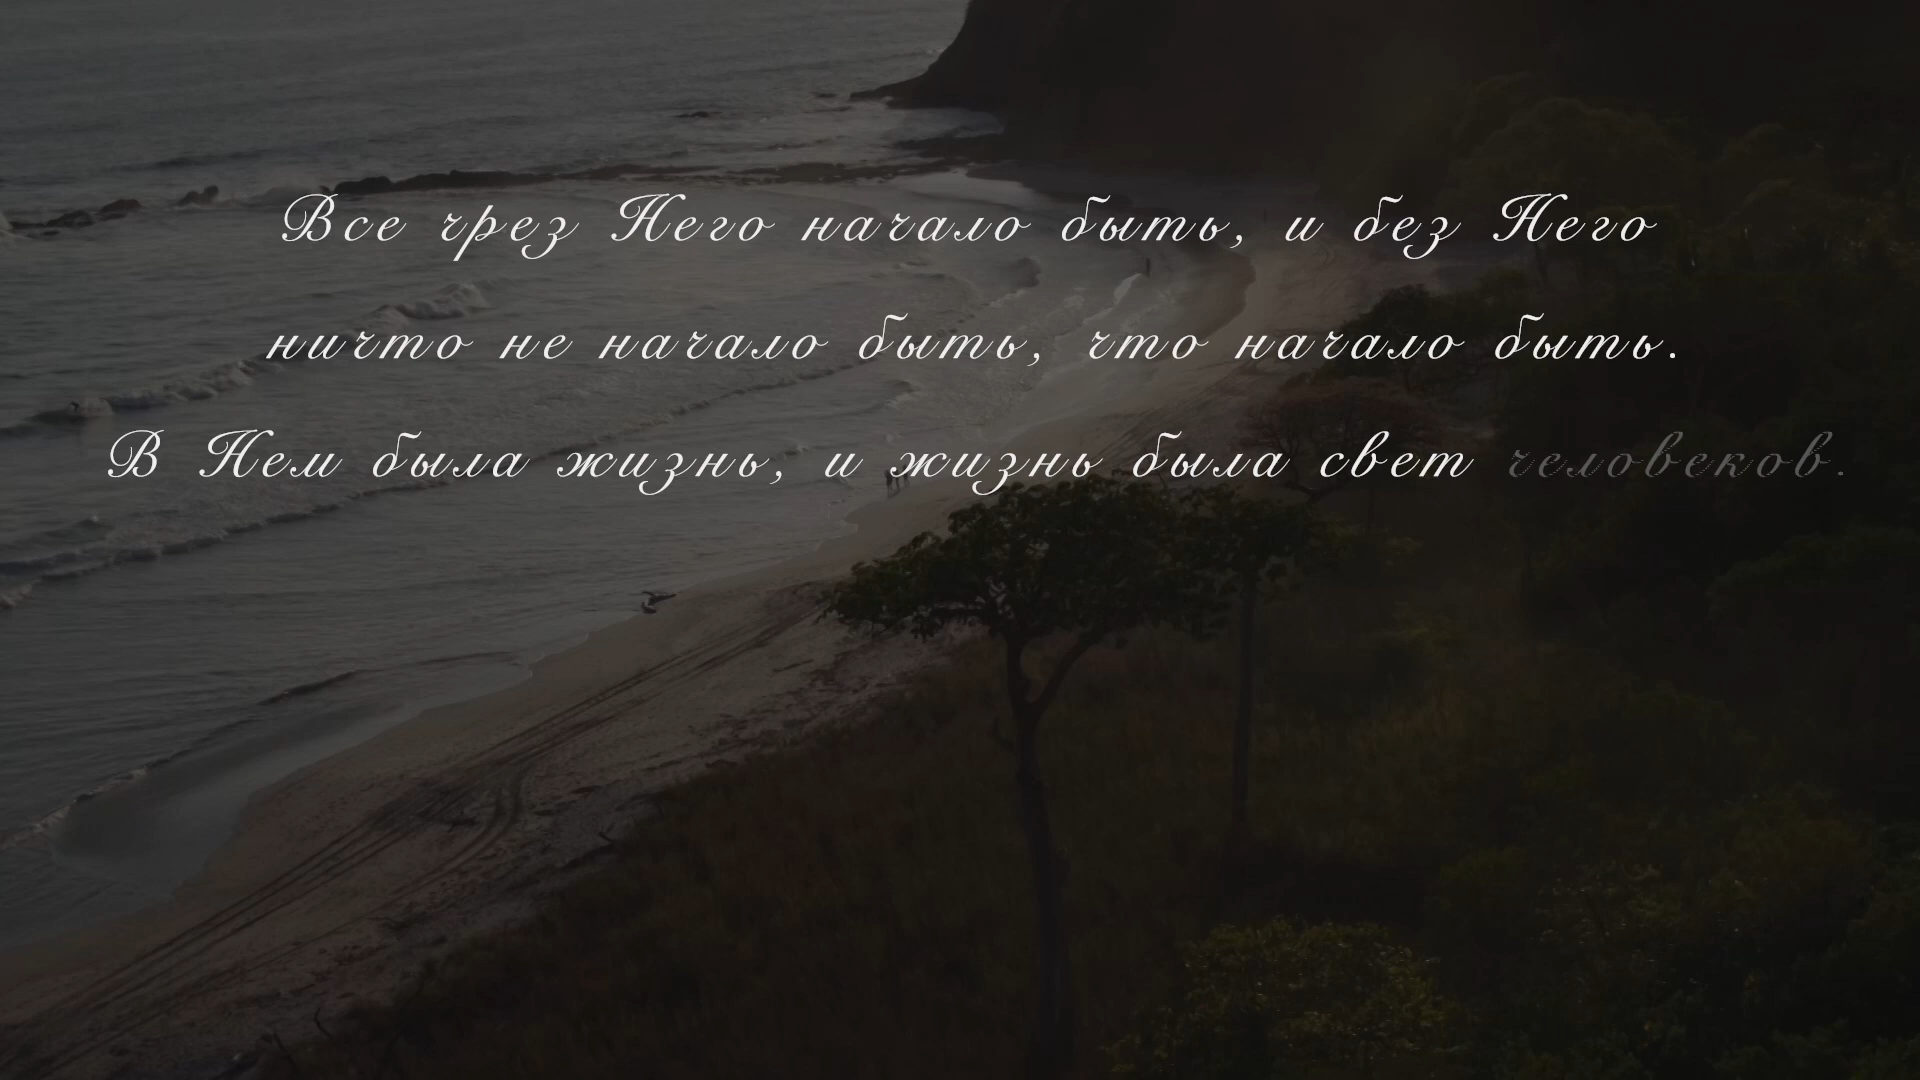 Все чрез Него начало быть, и без Него
ничто не начало быть, что начало быть.
В Нем была жизнь, и жизнь была свет человеков.